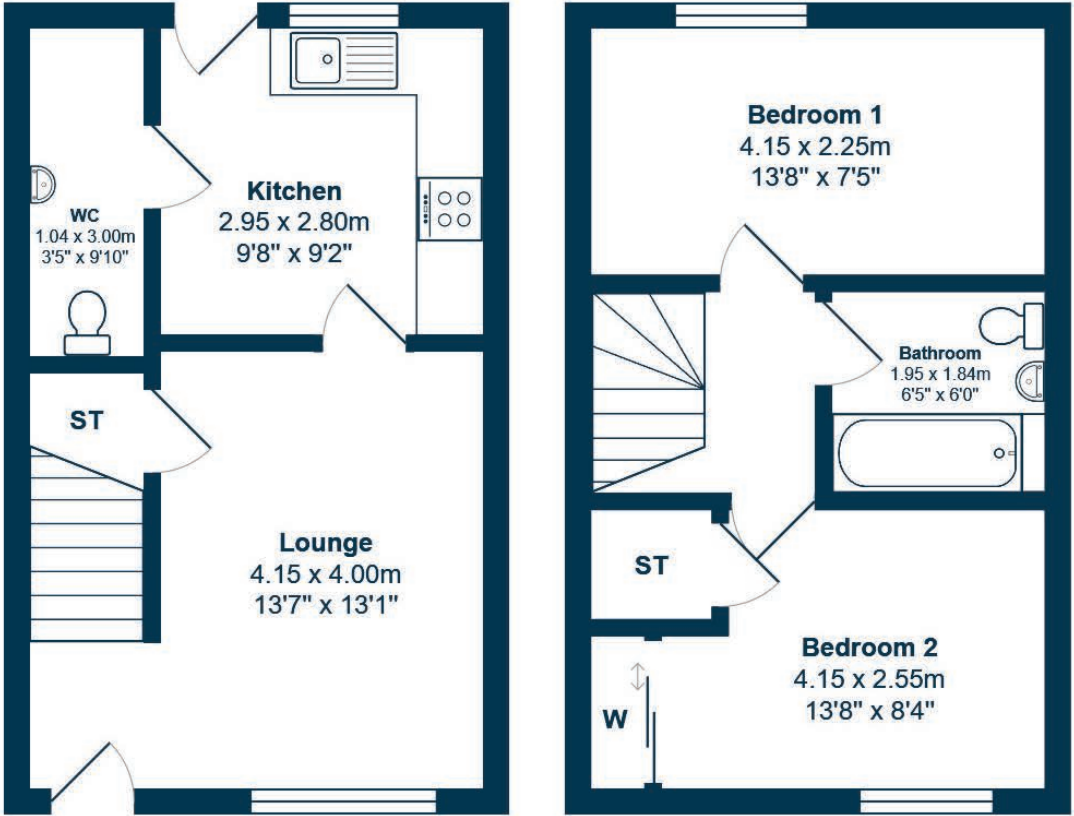 Kitchen
2.95 x 2.80m
9'8" x 9'2"
WC
1.04 x 3.00m
3'5" x 9'10"
ST
Lounge
4.15 x 4.00m
13'7" x 13'1"
Bedroom 1
4.15 x 2.25m
13'8" x 7'5"
Bathroom
1.95 x 1.84m
6'5" x 6'0"
ST
Bedroom 2
4.15 x 2.55m
13'8" x 8'4"
W